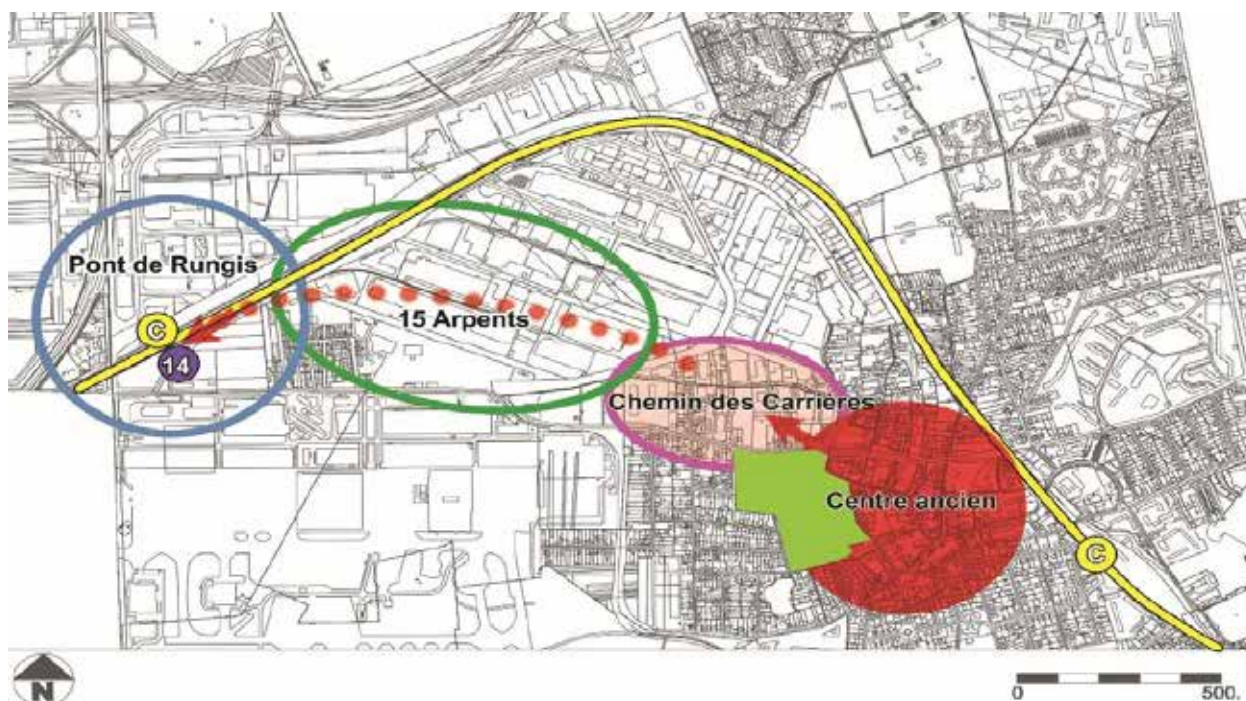 Pont de Rungis
15 Arpents
C
14
Chemin des Carrières
Centre ancien
C
N
0
500.